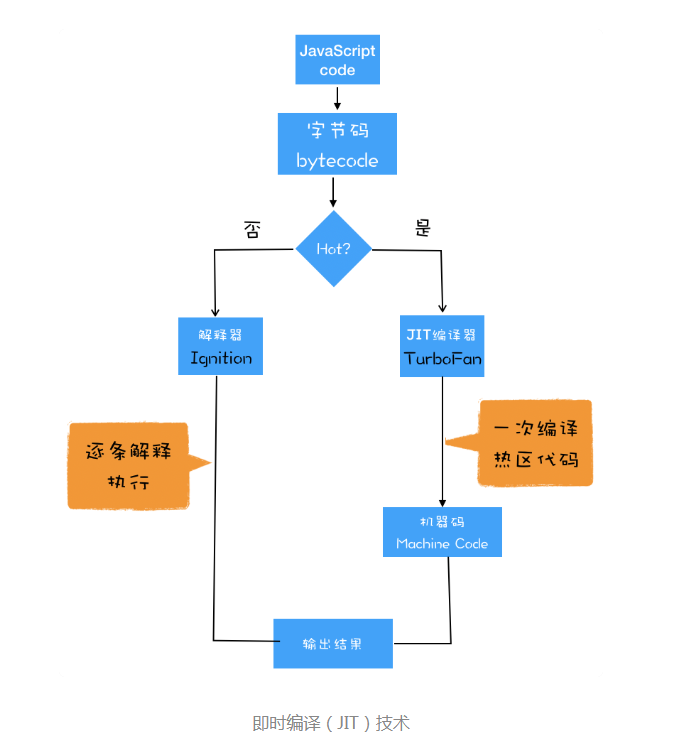 JavaScript
code
字节码
bytecode
Hot?
否
是
解释器
Ignition
JIT编译器
TurboFan
逐条解释
执行
一次编译
热区代码
机器码
Machine Code
输出结果
即时编译（JIT）技术